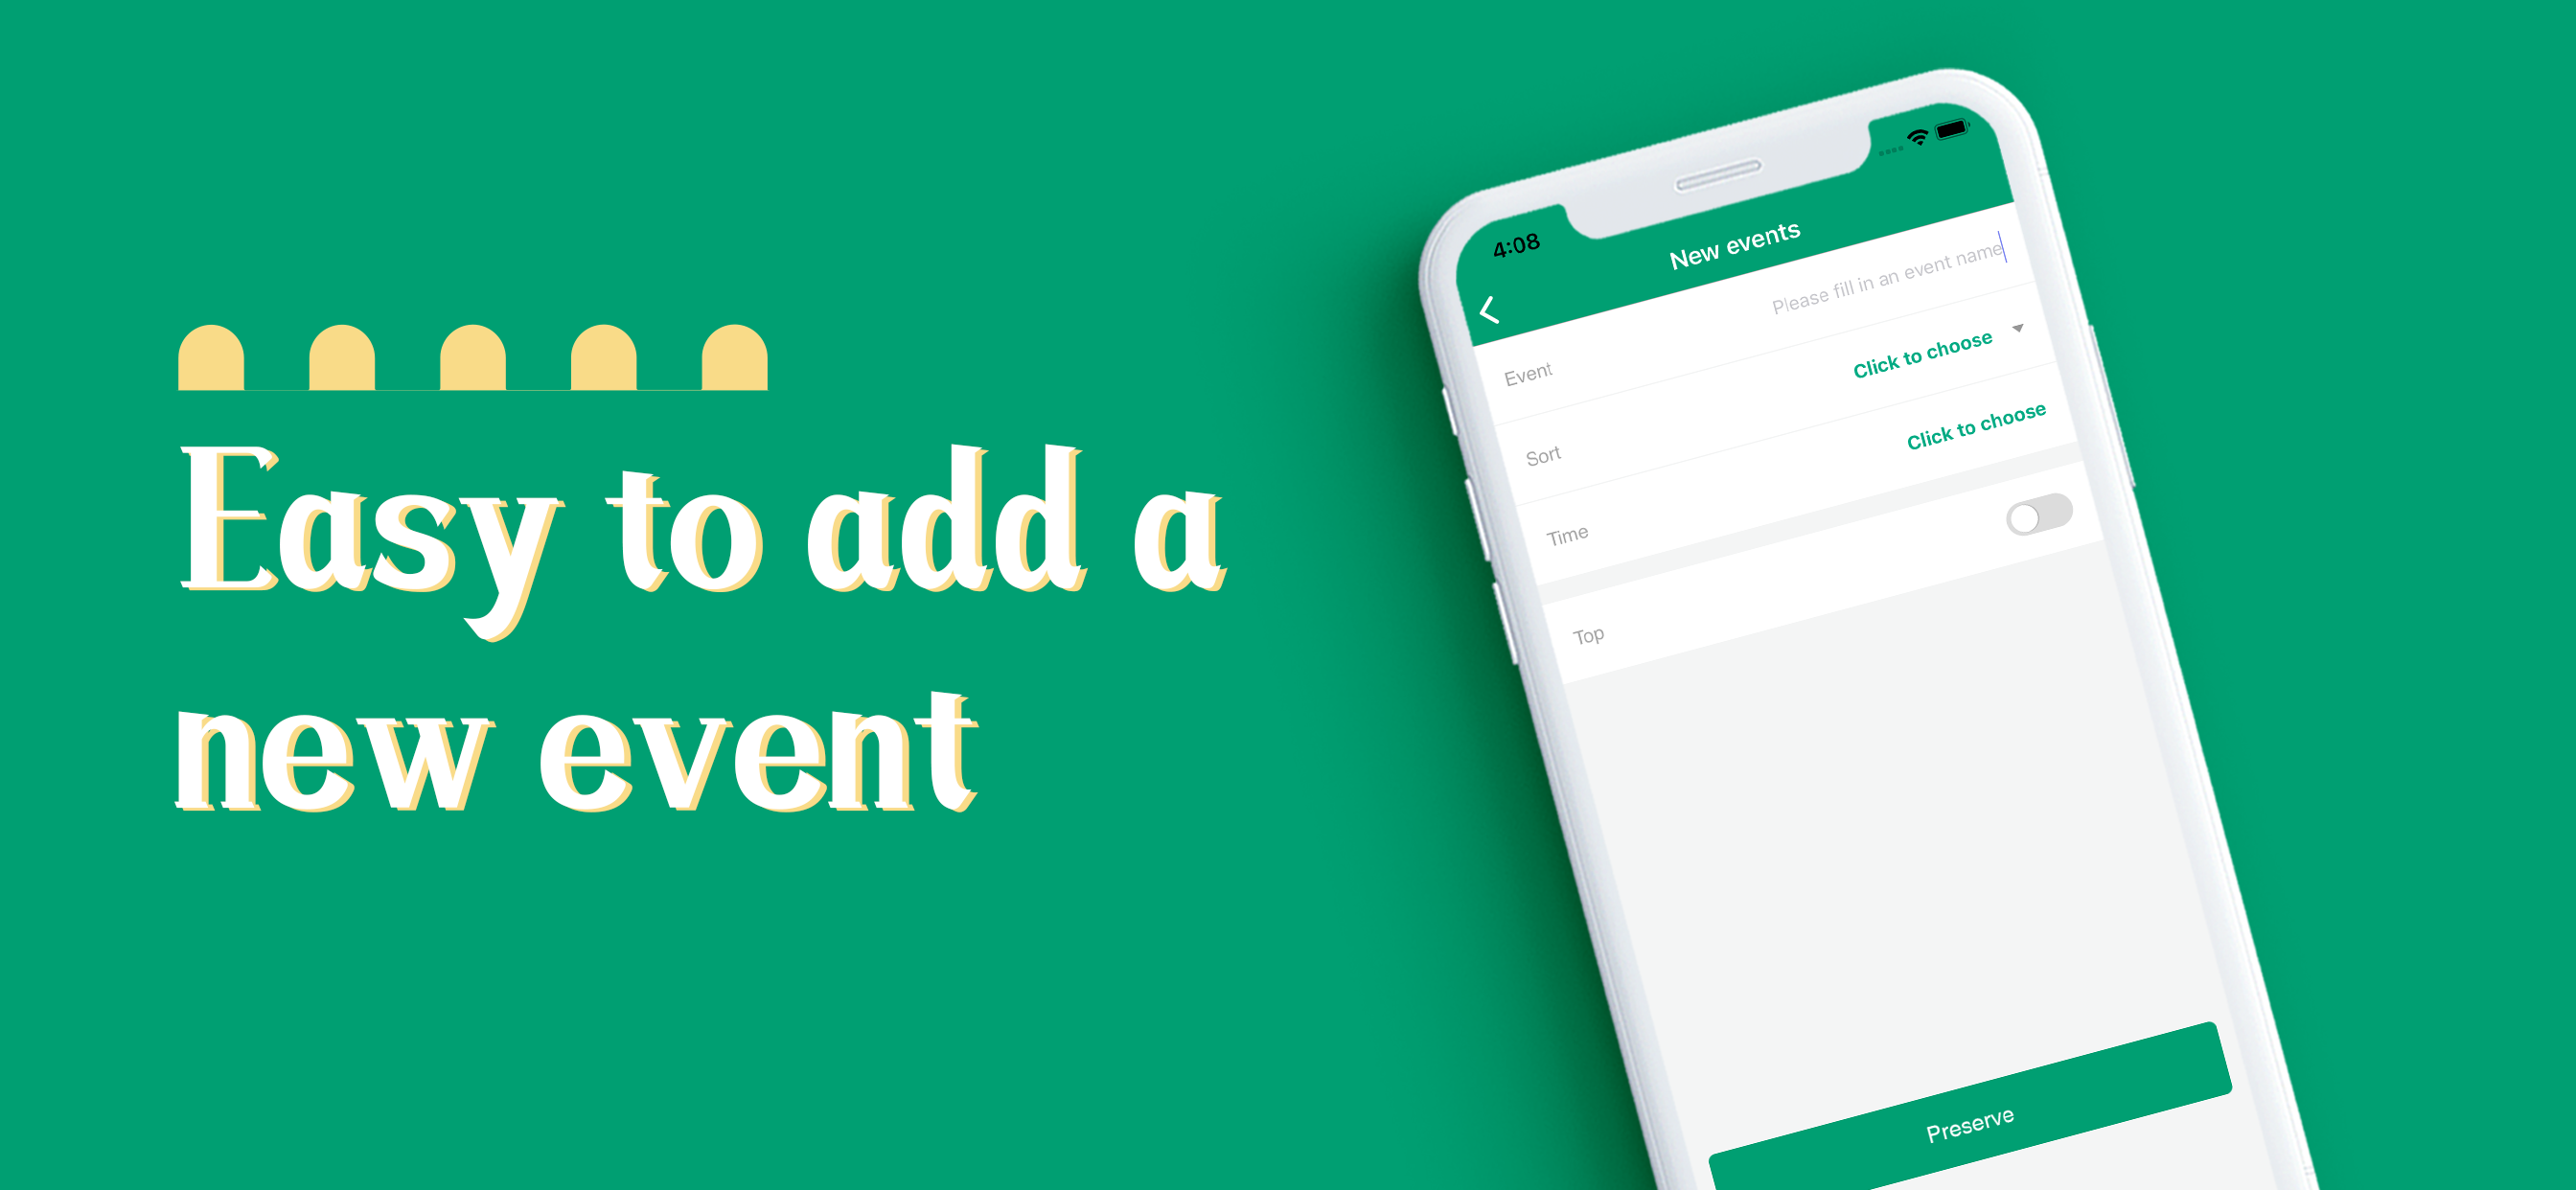 Easy to add a
new event
4:08
New events
Event
Please fill in an event name
Sort
Click to choose
Time
Click to choose
Top
Preserve